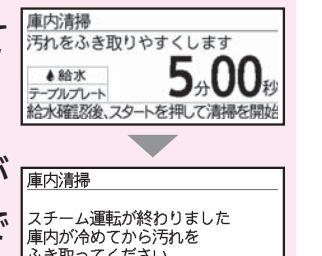 て
庫内清掃
汚れをふき取りやすくします
給水
テーブルプレート
5分00秒
給水確認後、スタートを押して清掃を開始
が
で
庫内清掃
スチーム運転が終わりました
庫内が冷めてから汚れを
ふき取ってください